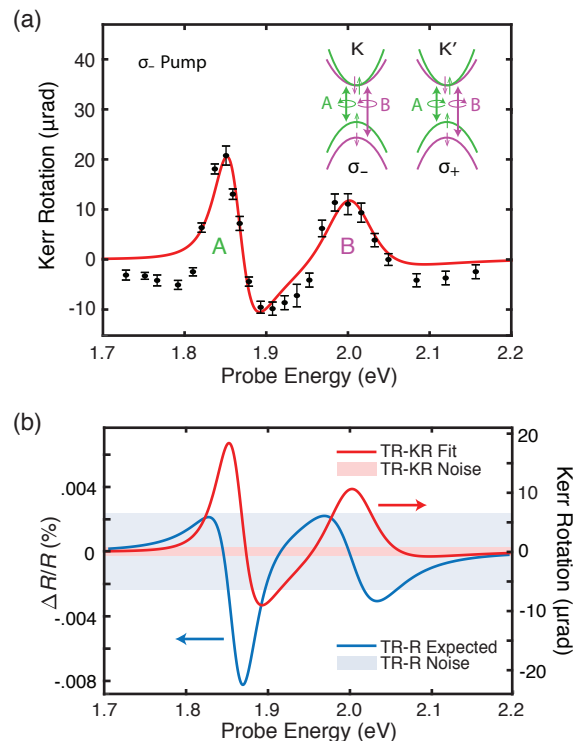 (a)
σ₋ Pump
K
K′
A
B
A
B
σ₋
σ₊
A
B
40
30
20
10
0
-10
Kerr Rotation (μrad)
1.7
1.8
1.9
2.0
2.1
2.2
Probe Energy (eV)
(b)
TR-KR Fit
TR-KR Noise
TR-R Expected
TR-R Noise
.004
0
-.004
-.008
ΔR/R (%)
20
10
0
-10
-20
Kerr Rotation (μrad)
1.7
1.8
1.9
2.0
2.1
2.2
Probe Energy (eV)